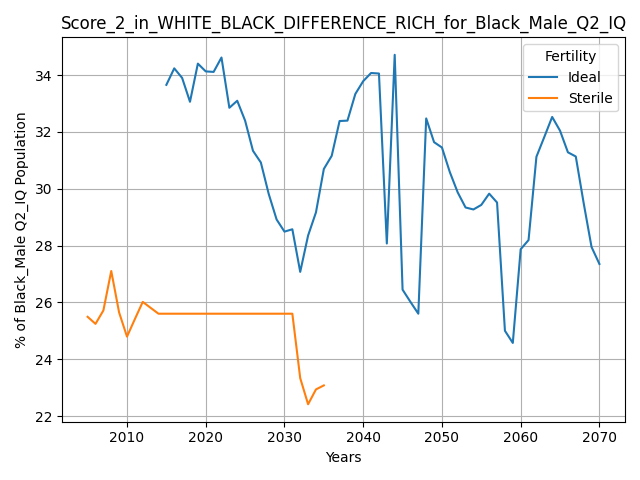 Score_2_in_WHITE_BLACK_DIFFERENCE_RICH_for_Black_Male_Q2_IQ
Fertility
Ideal
Sterile
% of Black_Male Q2_IQ Population
34
32
30
28
26
24
22
2010 2020 2030 2040 2050 2060 2070
Years